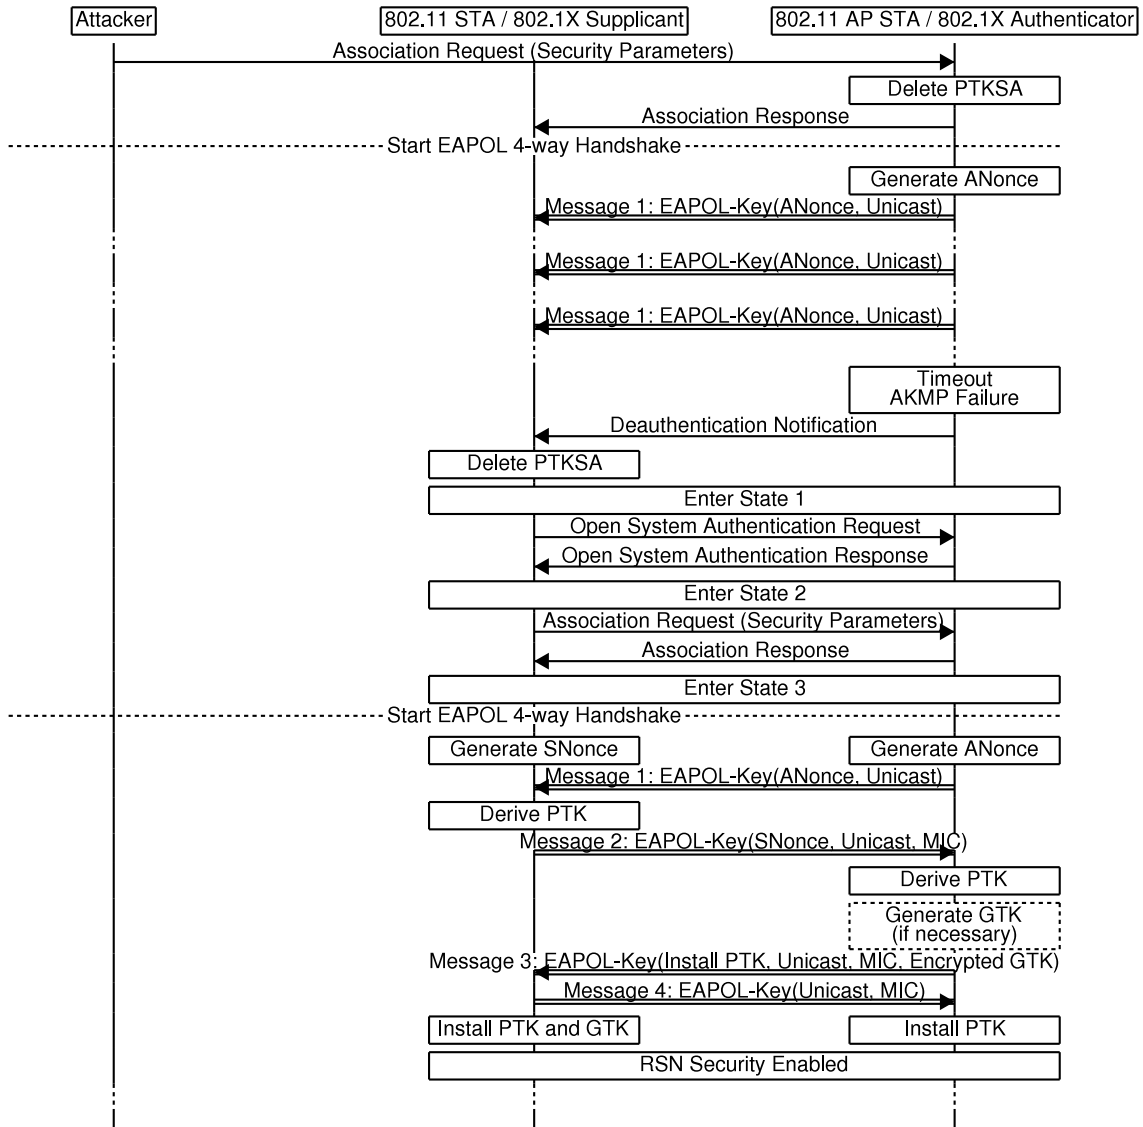 Attacker
802.11 STA / 802.1X Supplicant
802.11 AP STA / 802.1X Authenticator
Association Request (Security Parameters)
Delete PTKSA
Association Response
Start EAPOL 4-way Handshake
Generate ANonce
Message 1: EAPOL-Key(ANonce, Unicast)
Message 1: EAPOL-Key(ANonce, Unicast)
Message 1: EAPOL-Key(ANonce, Unicast)
Timeout
AKMP Failure
Deauthentication Notification
Delete PTKSA
Enter State 1
Open System Authentication Request
Open System Authentication Response
Enter State 2
Association Request (Security Parameters)
Association Response
Enter State 3
Start EAPOL 4-way Handshake
Generate SNonce
Generate ANonce
Message 1: EAPOL-Key(ANonce, Unicast)
Derive PTK
Message 2: EAPOL-Key(SNonce, Unicast, MIC)
Derive PTK
Generate GTK
(if necessary)
Message 3: EAPOL-Key(Install PTK, Unicast, MIC, Encrypted GTK)
Message 4: EAPOL-Key(Unicast, MIC)
Install PTK and GTK
Install PTK
RSN Security Enabled